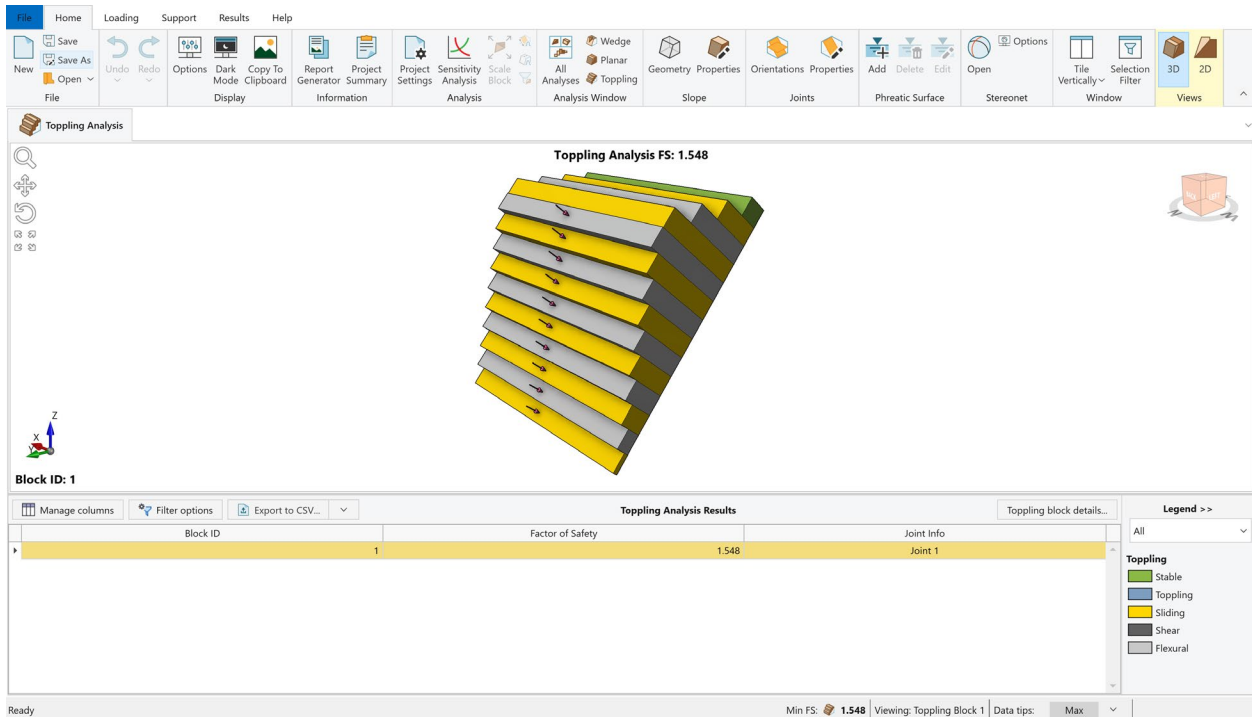 File Home Loading Support Results Help
New Save Save As Open
Undo Redo
Options Dark Mode Copy To Clipboard
Report Generator Project Summary
Project Settings Sensitivity Analysis Scale Block
All Analyses Wedge Planar Toppling
Geometry Properties
Orientations Properties
Add Delete Edit
Open Options
Tile Vertically Selection Filter
3D 2D
File Display Information Analysis Analysis Window Slope Joints Phreatic Surface Stereonet Window Views
Toppling Analysis
Toppling Analysis FS: 1.548
Z
X
Y
Block ID: 1
Manage columns Filter options Export to CSV... Toppling Analysis Results Toppling block details... Legend >>
Block ID Factor of Safety Joint Info
1 1.548 Joint 1
All
Toppling
Stable
Toppling
Sliding
Shear
Flexural
Ready Min FS: 1.548 Viewing: Toppling Block 1 Data tips: Max